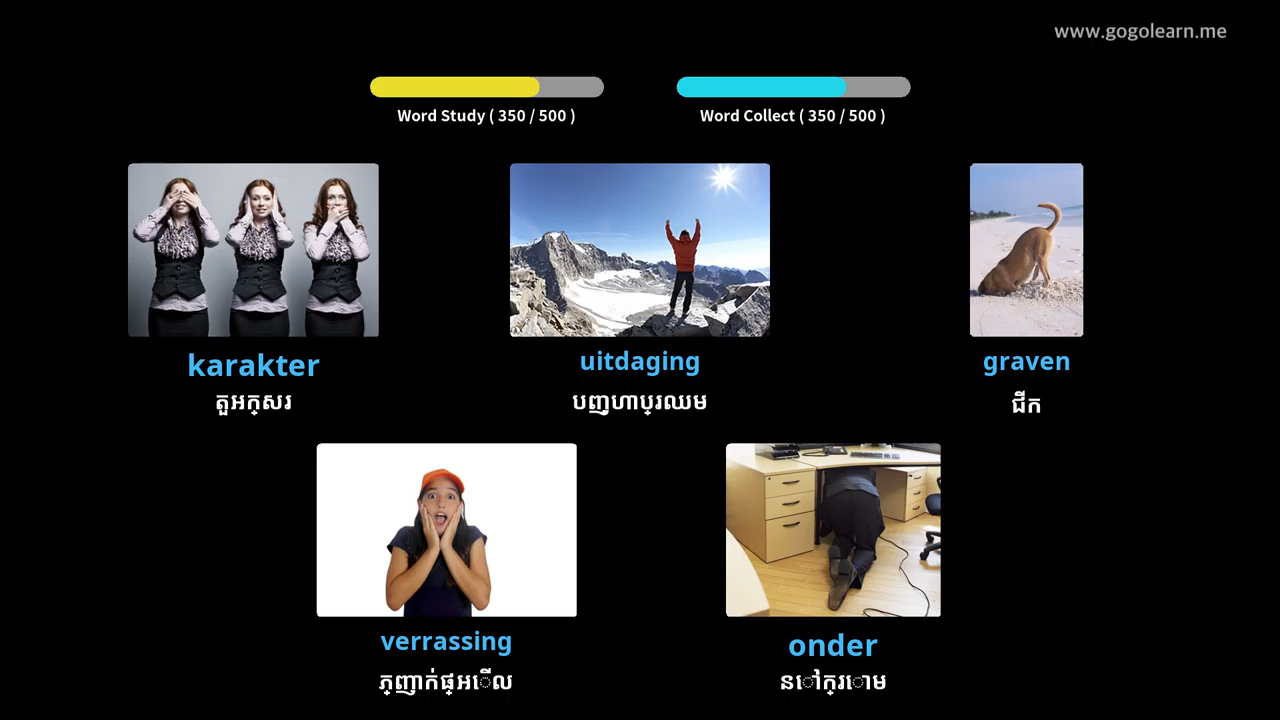 www.gogolearn.me
Word Study ( 350 / 500 )
Word Collect ( 350 / 500 )
karakter
តួអក្សរ
uitdaging
បញ្ហាប្រឈម
graven
ជីក
verrassing
ភ្ញាក់ផ្អើល
onder
នៅក្រោម